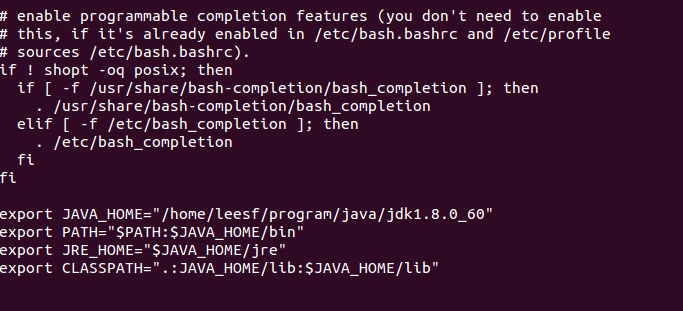 # enable programmable completion features (you don't need to enable
# this, if it's already enabled in /etc/bash.bashrc and /etc/profile
# sources /etc/bash.bashrc).
if ! shopt -oq posix; then
  if [ -f /usr/share/bash-completion/bash_completion ]; then
    . /usr/share/bash-completion/bash_completion
  elif [ -f /etc/bash_completion ]; then
    . /etc/bash_completion
  fi
fi

export JAVA_HOME="/home/leesf/program/java/jdk1.8.0_60"
export PATH="$PATH:$JAVA_HOME/bin"
export JRE_HOME="$JAVA_HOME/jre"
export CLASSPATH=".:JAVA_HOME/lib:$JAVA_HOME/lib"